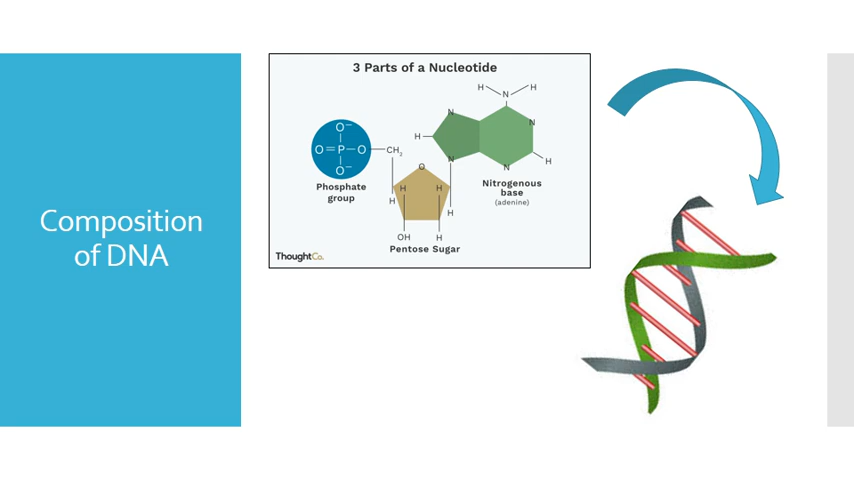 Composition
of DNA
3 Parts of a Nucleotide
H
N
H
N
N
O⁻
H
O=P—O
CH₂
N
H
O⁻
O
N
Phosphate
group
H
H
Nitrogenous
base
(adenine)
H
H
OH
H
Pentose Sugar
ThoughtCo.